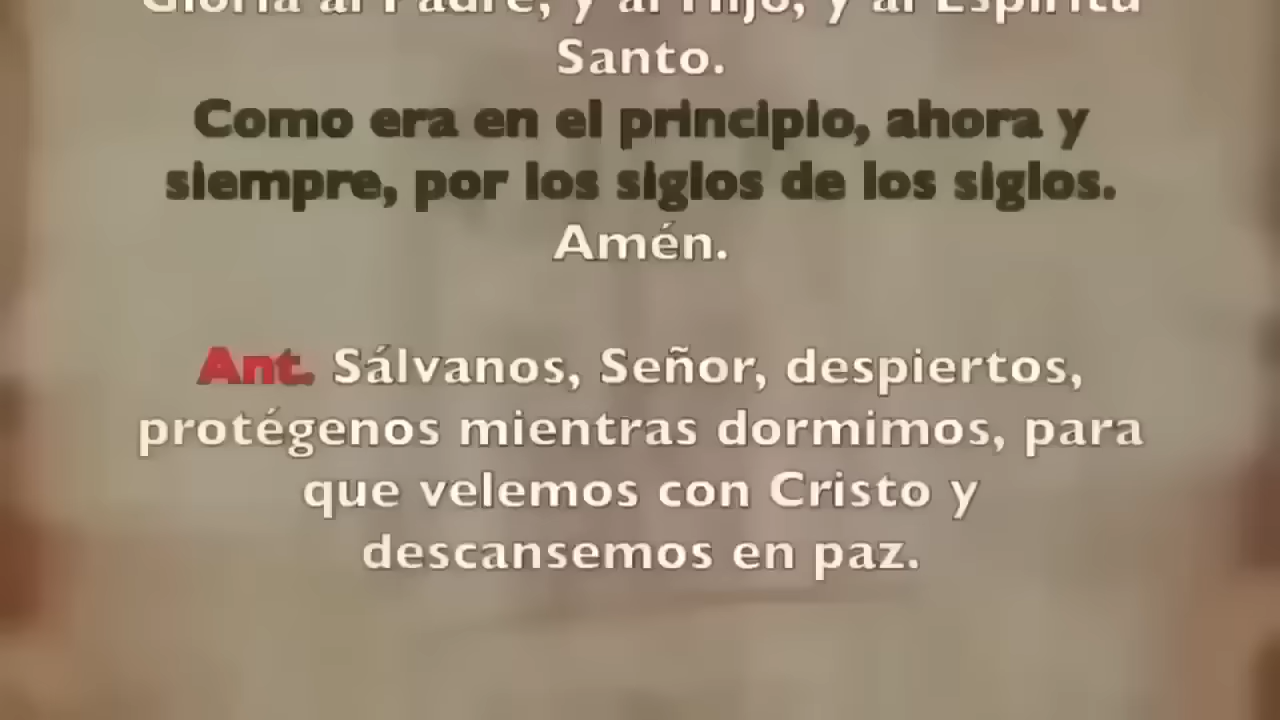 Gloria al Padre, y al Hijo, y al Espíritu
Santo.
Como era en el principio, ahora y
siempre, por los siglos de los siglos.
Amén.
Ant. Sálvanos, Señor, despiertos,
protégenos mientras dormimos, para
que velemos con Cristo y
descansemos en paz.